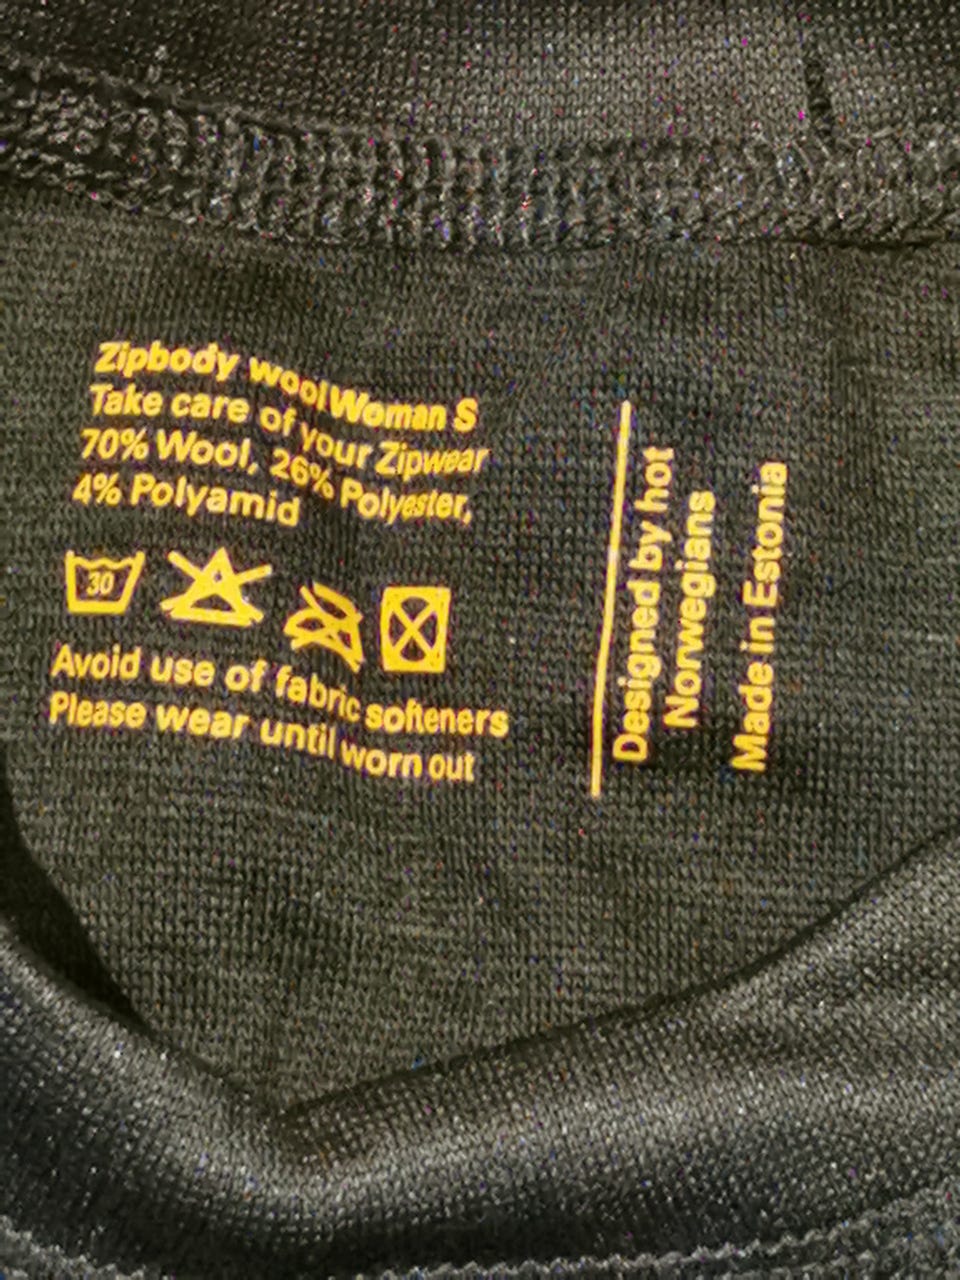 Zipbody wool Woman S
Take care of your Zipwear
70% Wool, 26% Polyester,
4% Polyamid
30
Avoid use of fabric softeners
Please wear until worn out
Designed by hot
Norwegians
Made in Estonia